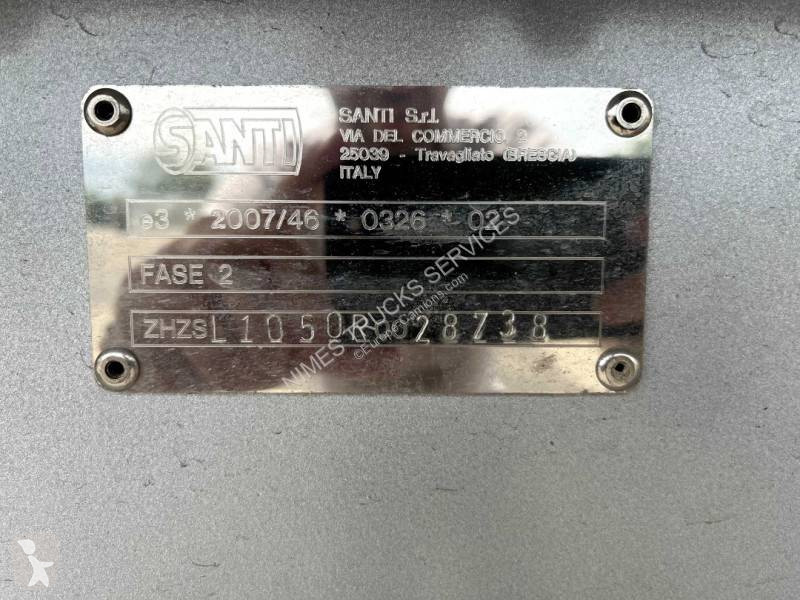 SANTI
SANTI S.r.l.
VIA DEL COMMERCIO 2
25039 - Travagliato (BRESCIA)
ITALY
e3 * 2007/46 * 0326 * 02
FASE 2
NIMES TRUCKS SERVICES